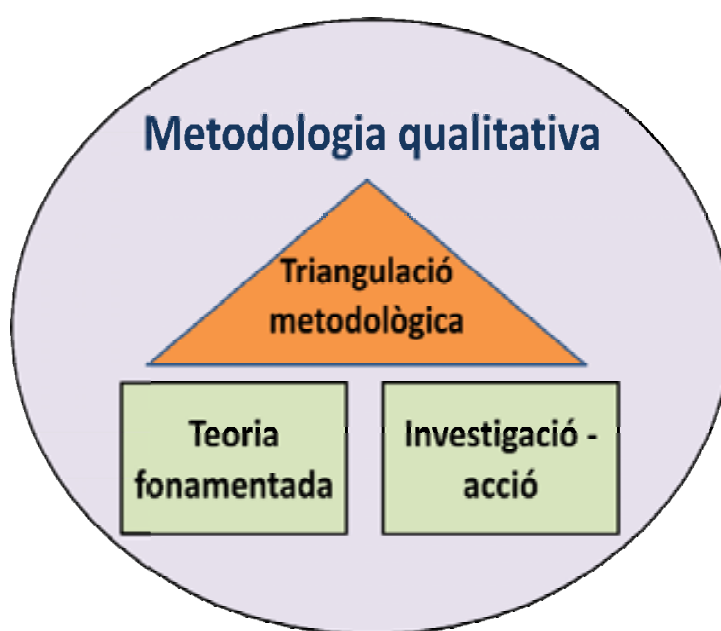 Metodologia qualitativa
Triangulació
metodològica
Teoria
fonamentada
Investigació -
acció